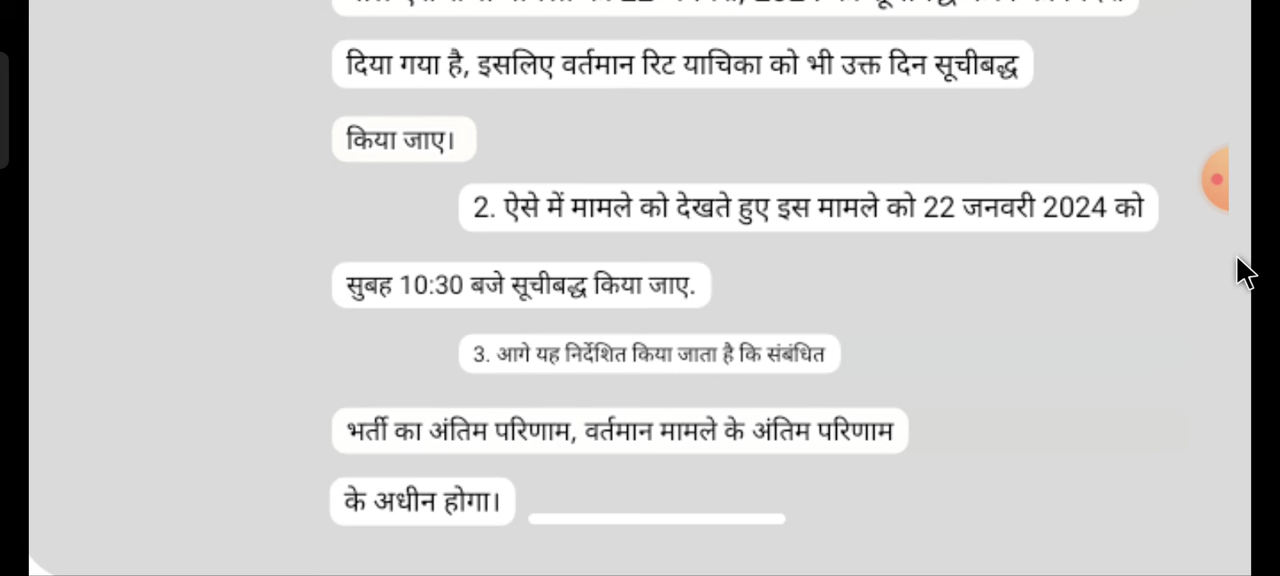 दिया गया है, इसलिए वर्तमान रिट याचिका को भी उक्त दिन सूचीबद्ध
किया जाए।
2. ऐसे में मामले को देखते हुए इस मामले को 22 जनवरी 2024 को
सुबह 10:30 बजे सूचीबद्ध किया जाए.
3. आगे यह निर्देशित किया जाता है कि संबंधित
भर्ती का अंतिम परिणाम, वर्तमान मामले के अंतिम परिणाम
के अधीन होगा।